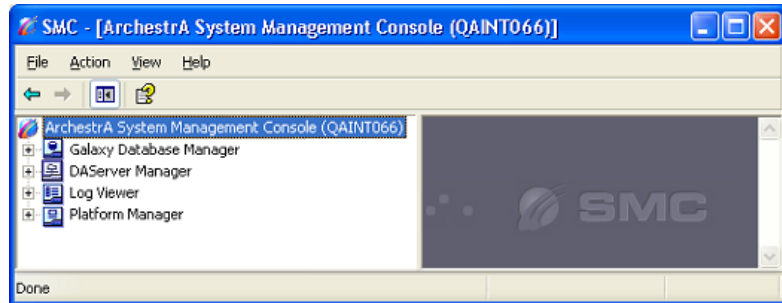 SMC - [ArchestrA System Management Console (QAINT066)]
File Action View Help
ArchestrA System Management Console (QAINT066)
Galaxy Database Manager
DAServer Manager
Log Viewer
Platform Manager
SMC
Done